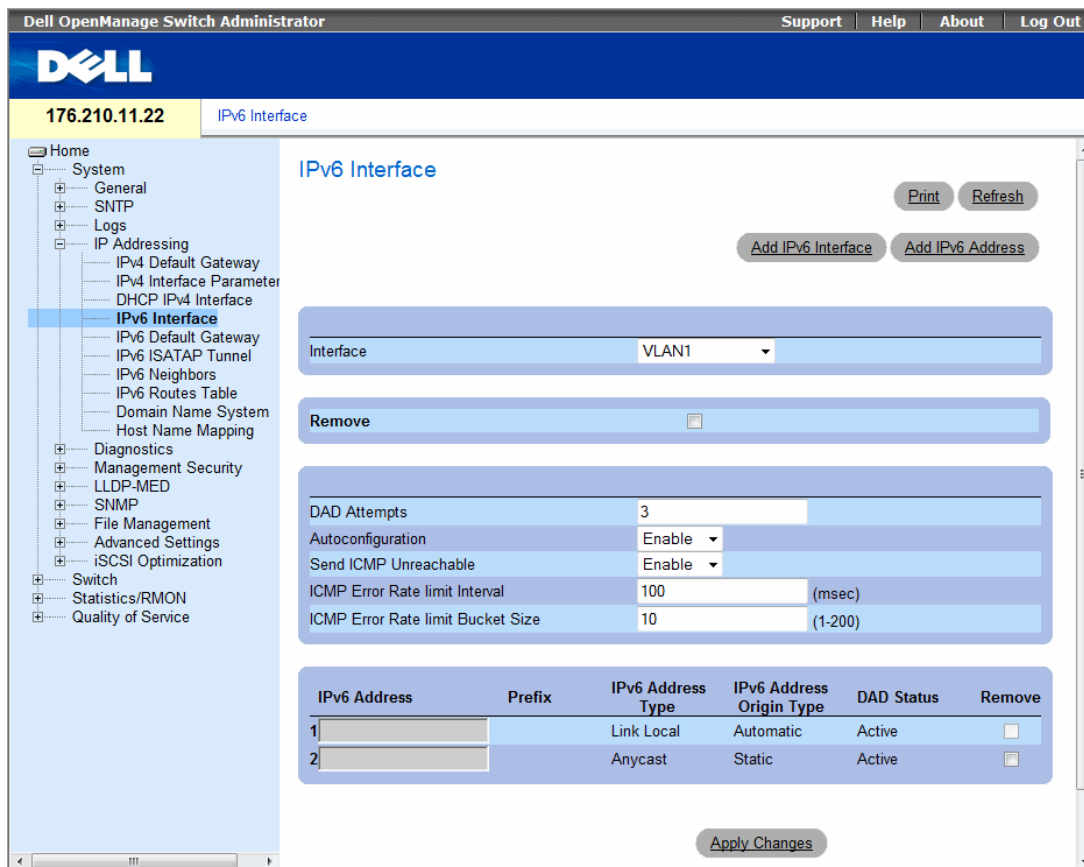 Dell OpenManage Switch Administrator
Support Help About Log Out
DELL
176.210.11.22
IPv6 Interface
Home
System
General
SNTP
Logs
IP Addressing
IPv4 Default Gateway
IPv4 Interface Parameter
DHCP IPv4 Interface
IPv6 Interface
IPv6 Default Gateway
IPv6 ISATAP Tunnel
IPv6 Neighbors
IPv6 Routes Table
Domain Name System
Host Name Mapping
Diagnostics
Management Security
LLDP-MED
SNMP
File Management
Advanced Settings
iSCSI Optimization
Switch
Statistics/RMON
Quality of Service
IPv6 Interface
Print Refresh
Add IPv6 Interface Add IPv6 Address
Interface VLAN1
Remove
DAD Attempts 3
Autoconfiguration Enable
Send ICMP Unreachable Enable
ICMP Error Rate limit Interval 100 (msec)
ICMP Error Rate limit Bucket Size 10 (1-200)
IPv6 Address Prefix IPv6 Address Type IPv6 Address Origin Type DAD Status Remove
1 Link Local Automatic Active
2 Anycast Static Active
Apply Changes